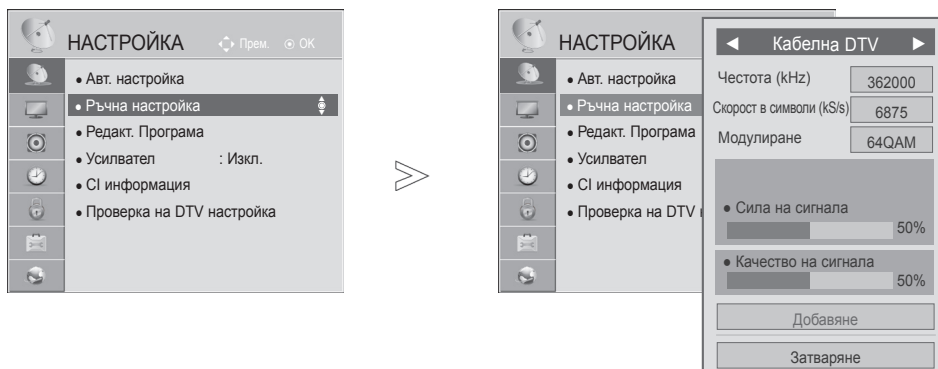 НАСТРОЙКА Прем. OK
• Авт. настройка
• Ръчна настройка
• Редакт. Програма
• Усилвател : Изкл.
• CI информация
• Проверка на DTV настройка
НАСТРОЙКА
• Авт. настройка
• Ръчна настройка
• Редакт. Програма
• Усилвател
• CI информация
• Проверка на DTV
◄ Кабелна DTV ►
Честота (kHz) 362000
Скорост в символи (kS/s) 6875
Модулиране 64QAM
• Сила на сигнала
50%
• Качество на сигнала
50%
Добавяне
Затваряне